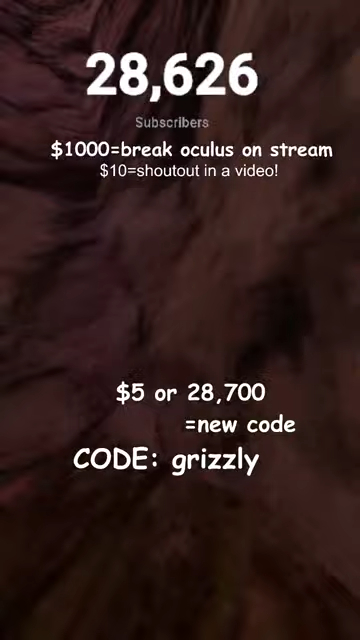 28,626
Subscribers
$1000=break oculus on stream
$10=shoutout in a video!
$5 or 28,700
=new code
CODE: grizzly